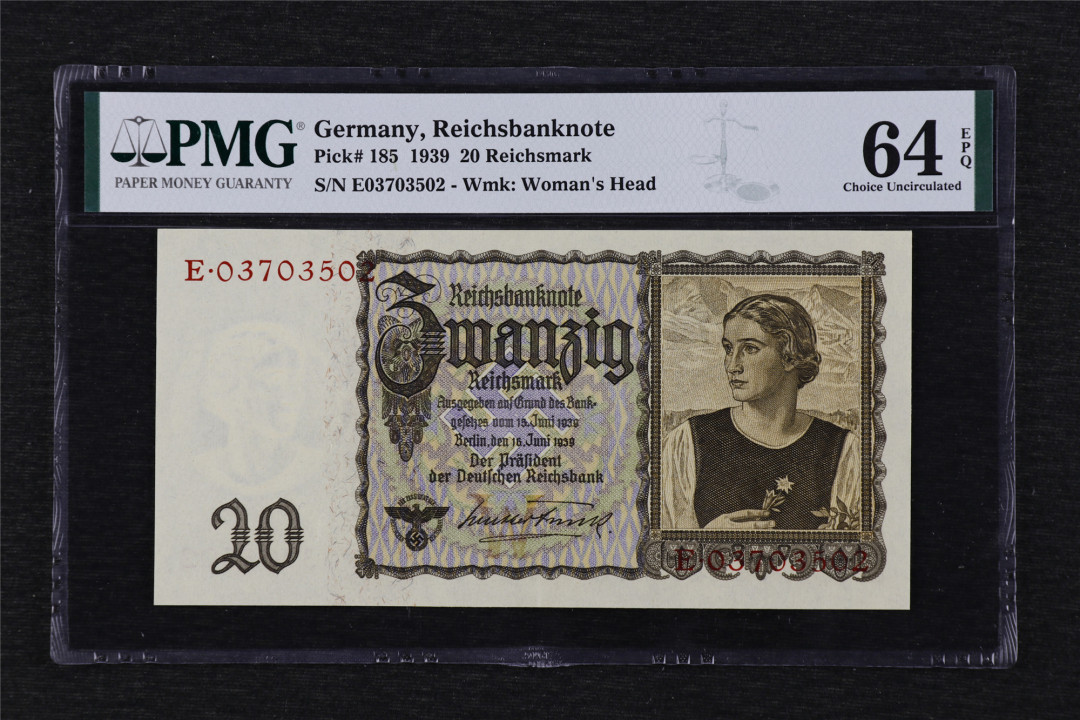 PMG®
PAPER MONEY GUARANTY
Germany, Reichsbanknote
Pick# 185 1939 20 Reichsmark
S/N E03703502 - Wmk: Woman's Head
64
EPQ
Choice Uncirculated
E·03703502
Reichsbanknote
Zwanzig
Reichsmark
Ausgegeben auf Grund des Bank-
gesetzes vom 15. Juni 1939
Berlin, den 16. Juni 1939
Der Präsident
der Deutschen Reichsbank
20
E·03703502